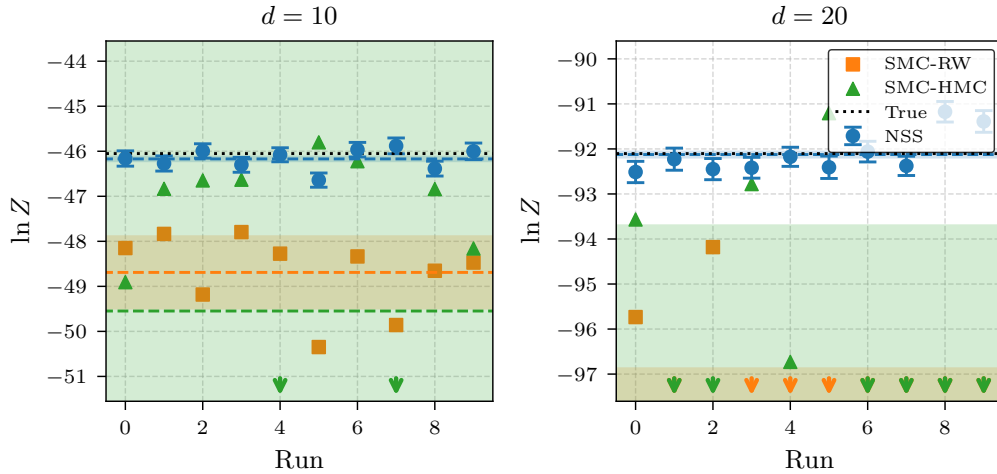 d = 10
d = 20
−44
−45
−46
−47
−48
−49
−50
−51
ln Z
0
2
4
6
8
Run
−90
−91
−92
−93
−94
−95
−96
−97
ln Z
0
2
4
6
8
Run
SMC-RW
SMC-HMC
True
NSS